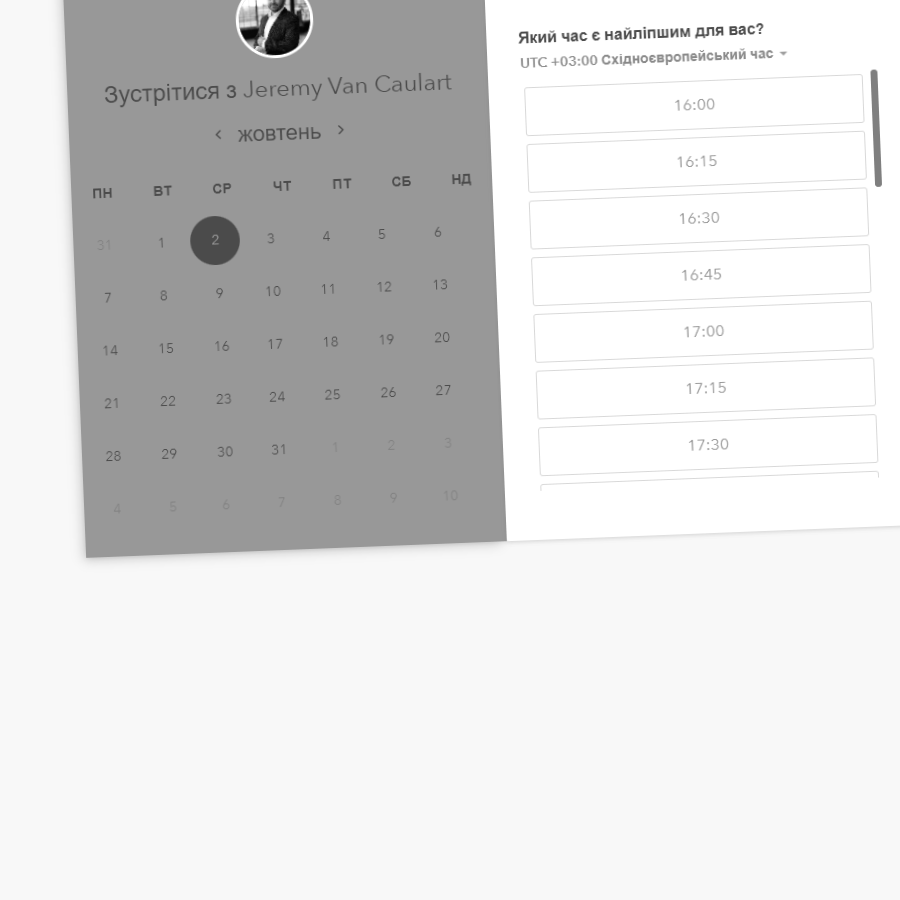 Зустрітися з Jeremy Van Caulart
жовтень
ПН ВТ СР ЧТ ПТ СБ НД
31 1 2 3 4 5 6
7 8 9 10 11 12 13
14 15 16 17 18 19 20
21 22 23 24 25 26 27
28 29 30 31 1 2 3
4 5 6 7 8 9 10
Який час є найліпшим для вас?
UTC +03:00 Східноєвропейський час
16:00
16:15
16:30
16:45
17:00
17:15
17:30